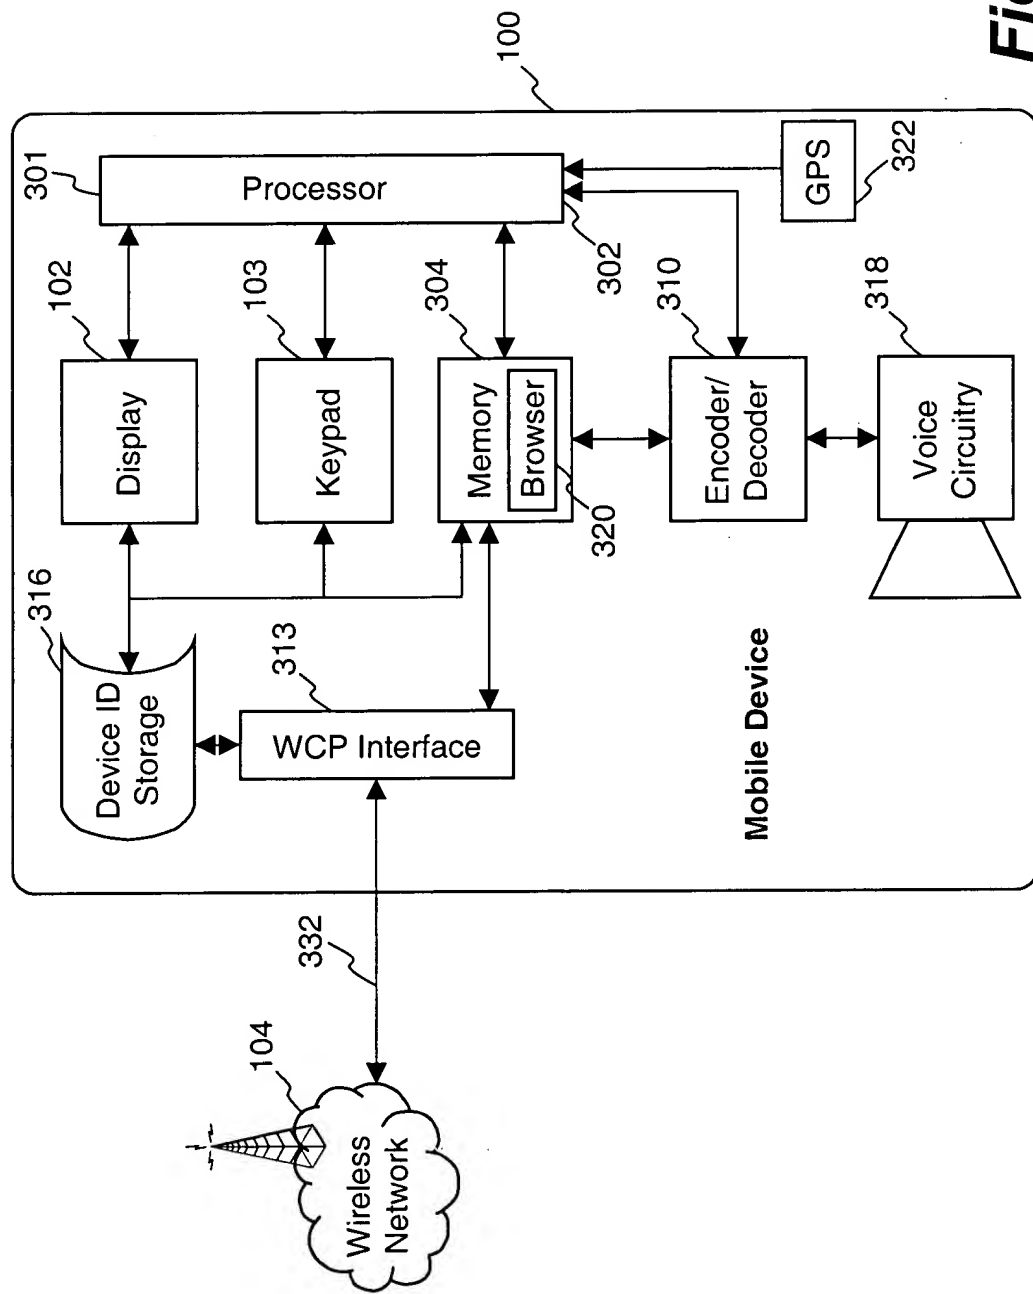 Wireless
Network
104
332
Mobile Device
WCP Interface
313
Device ID
Storage
316
Voice
Circuitry
318
Encoder/
Decoder
310
Memory
Browser
320
304
Keypad
103
Display
102
302
Processor
301
GPS
322
100